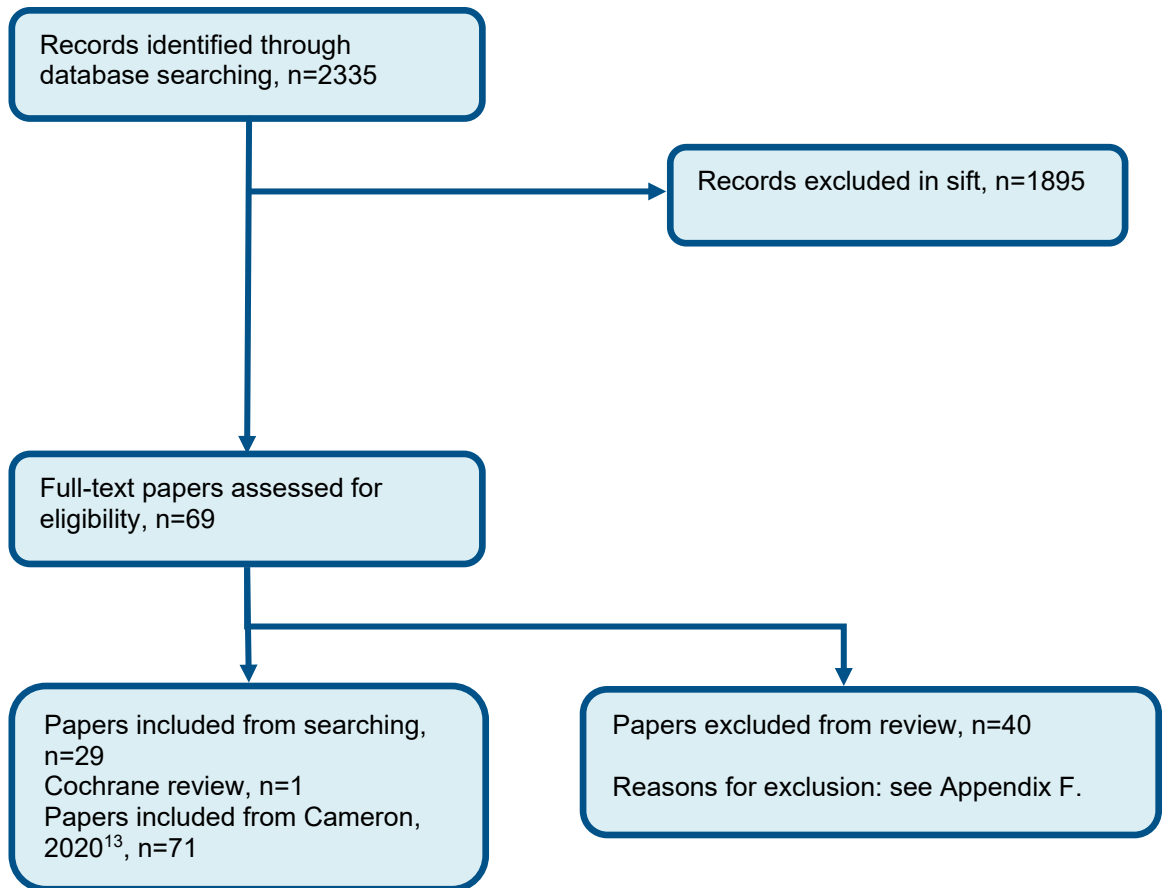 Records identified through
database searching, n=2335
Records excluded in sift, n=1895
Full-text papers assessed for
eligibility, n=69
Papers included from searching,
n=29
Cochrane review, n=1
Papers included from Cameron,
2020¹³, n=71
Papers excluded from review, n=40
Reasons for exclusion: see Appendix F.